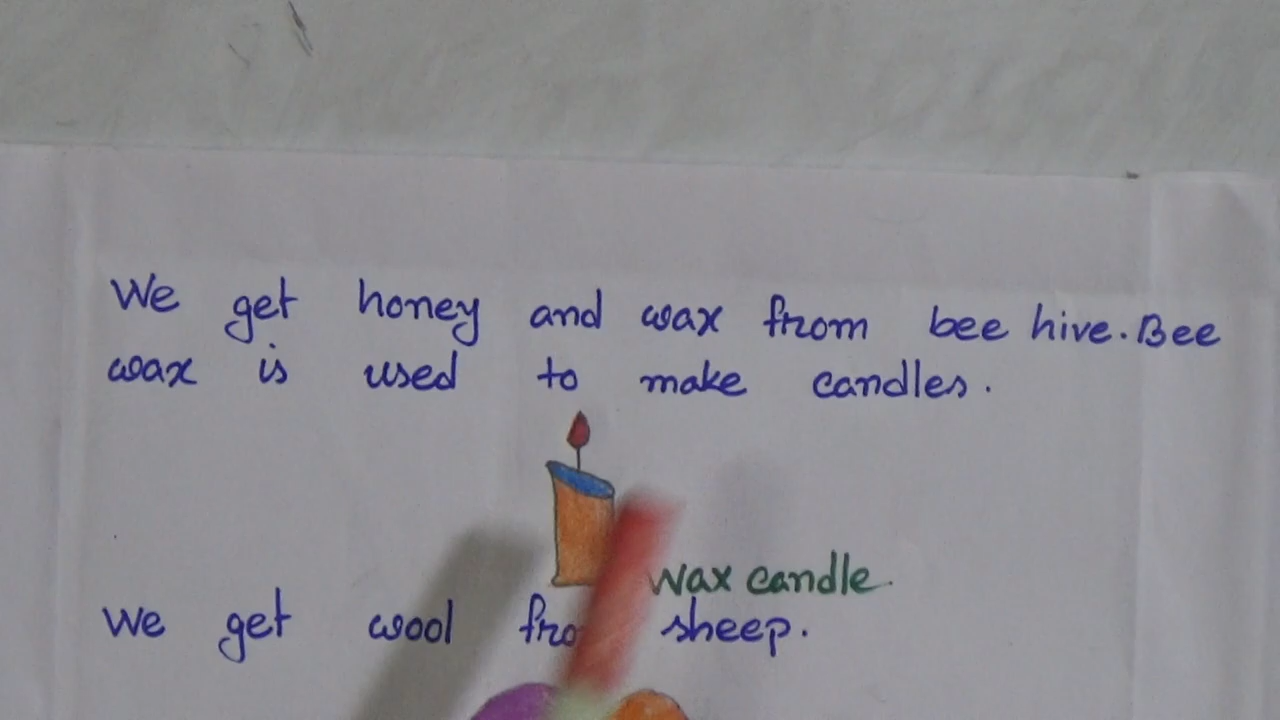 We get honey and wax from bee hive. Bee
wax is used to make candles.
Wax candle.
We get wool from sheep.